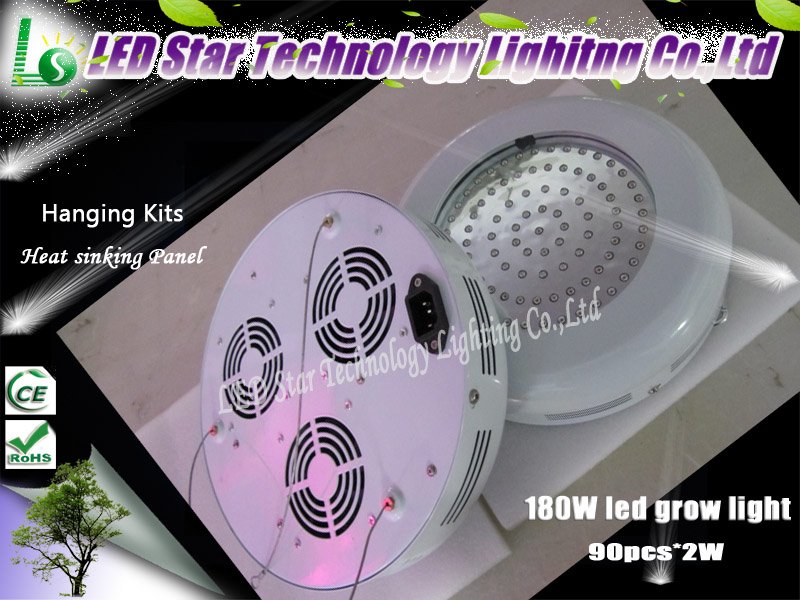 LS
LED Star Technology Lighitng Co.,Ltd
Hanging Kits
Heat sinking Panel
LED Star Technology Lighting Co.,Ltd
CE
RoHS
180W led grow light
90pcs*2W